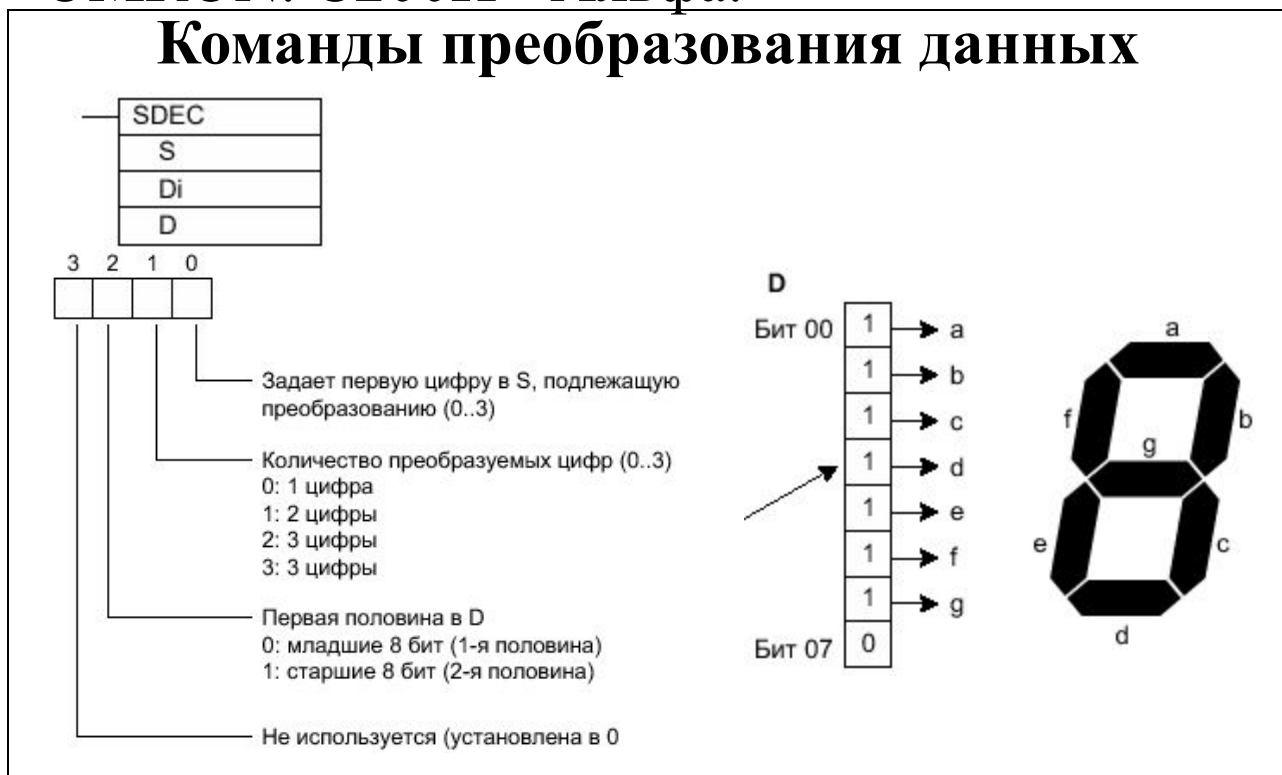 Команды преобразования данных
SDEC
S
Di
D
3 2 1 0
Задает первую цифру в S, подлежащую
преобразованию (0..3)
Количество преобразуемых цифр (0..3)
0: 1 цифра
1: 2 цифры
2: 3 цифры
3: 3 цифры
Первая половина в D
0: младшие 8 бит (1-я половина)
1: старшие 8 бит (2-я половина)
Не используется (установлена в 0
D
Бит 00 1 a
1 b
1 c
1 d
1 e
1 f
1 g
Бит 07 0
a
f b
g
e c
d